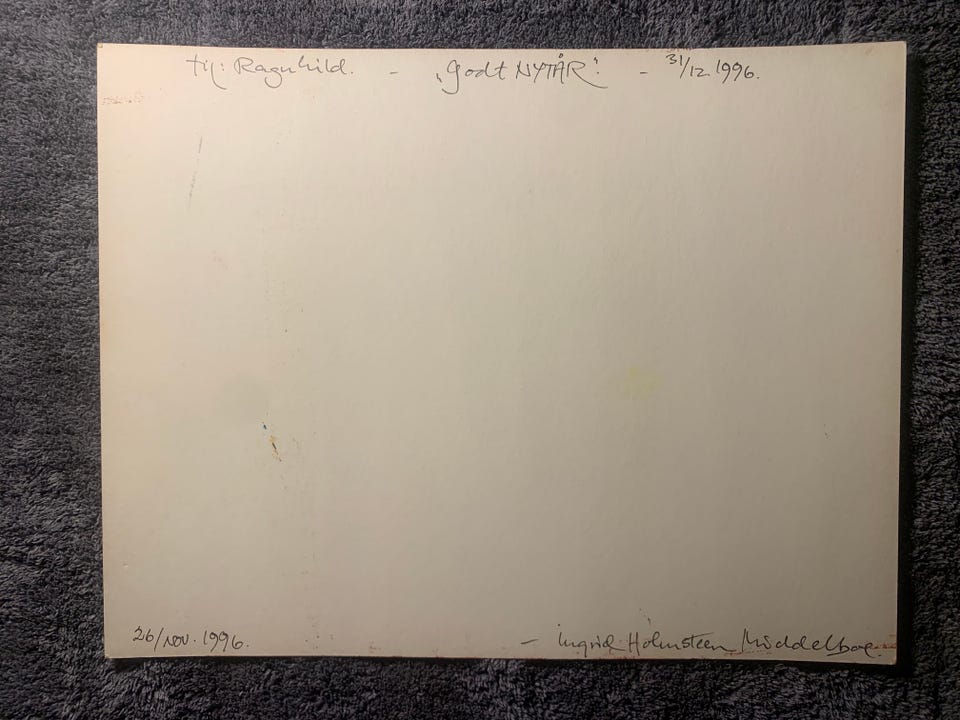 til: Ragnhild. - "Godt NYTÅR" - 31/12. 1996.
26/nov. 1996. - Ingrid Holmsteen Middelboe.